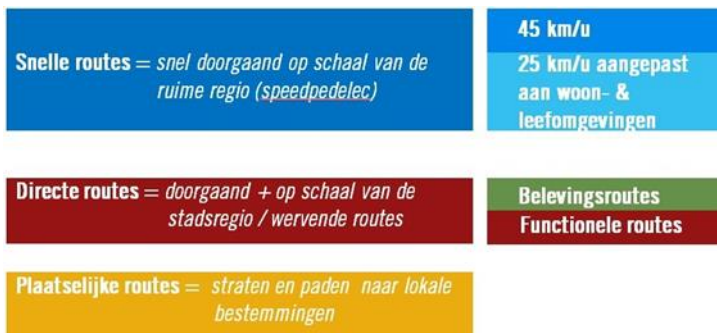 Snelle routes = snel doorgaand op schaal van de
ruime regio (speedpedelec)
45 km/u
25 km/u aangepast
aan woon- &
leefomgevingen
Directe routes = doorgaand + op schaal van de
stadsregio / wervende routes
Belevingsroutes
Functionele routes
Plaatselijke routes = straten en paden naar lokale
bestemmingen